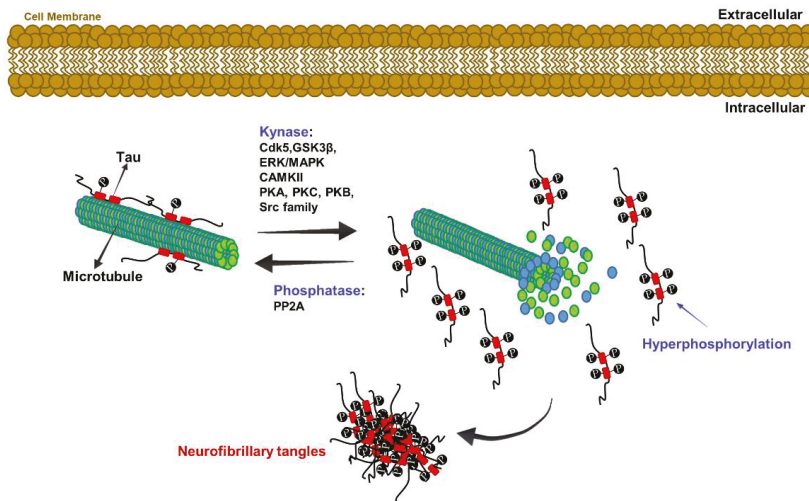 Cell Membrane
Extracellular
Intracellular
Kynase:
Cdk5,GSK3β,
ERK/MAPK
CAMKII
PKA, PKC, PKB,
Src family
Tau
P
P
P
Microtubule
Phosphatase:
PP2A
P P
P P
P P
P P
P P
P P
P P
P P
P P
P P
P P
P P
P P
P P
Hyperphosphorylation
Neurofibrillary tangles